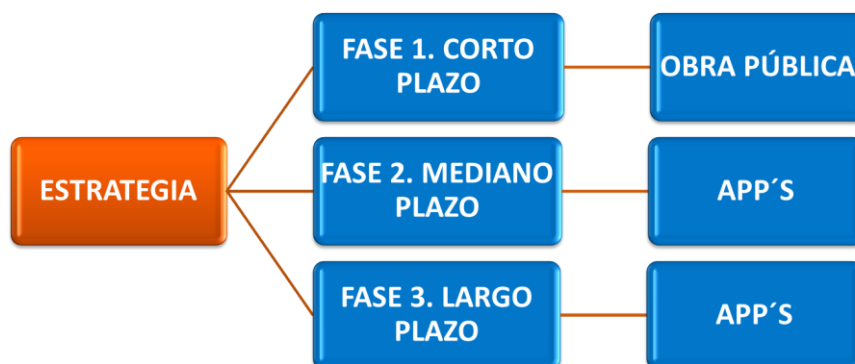 ESTRATEGIA
FASE 1. CORTO
PLAZO
OBRA PÚBLICA
FASE 2. MEDIANO
PLAZO
APP´S
FASE 3. LARGO
PLAZO
APP´S